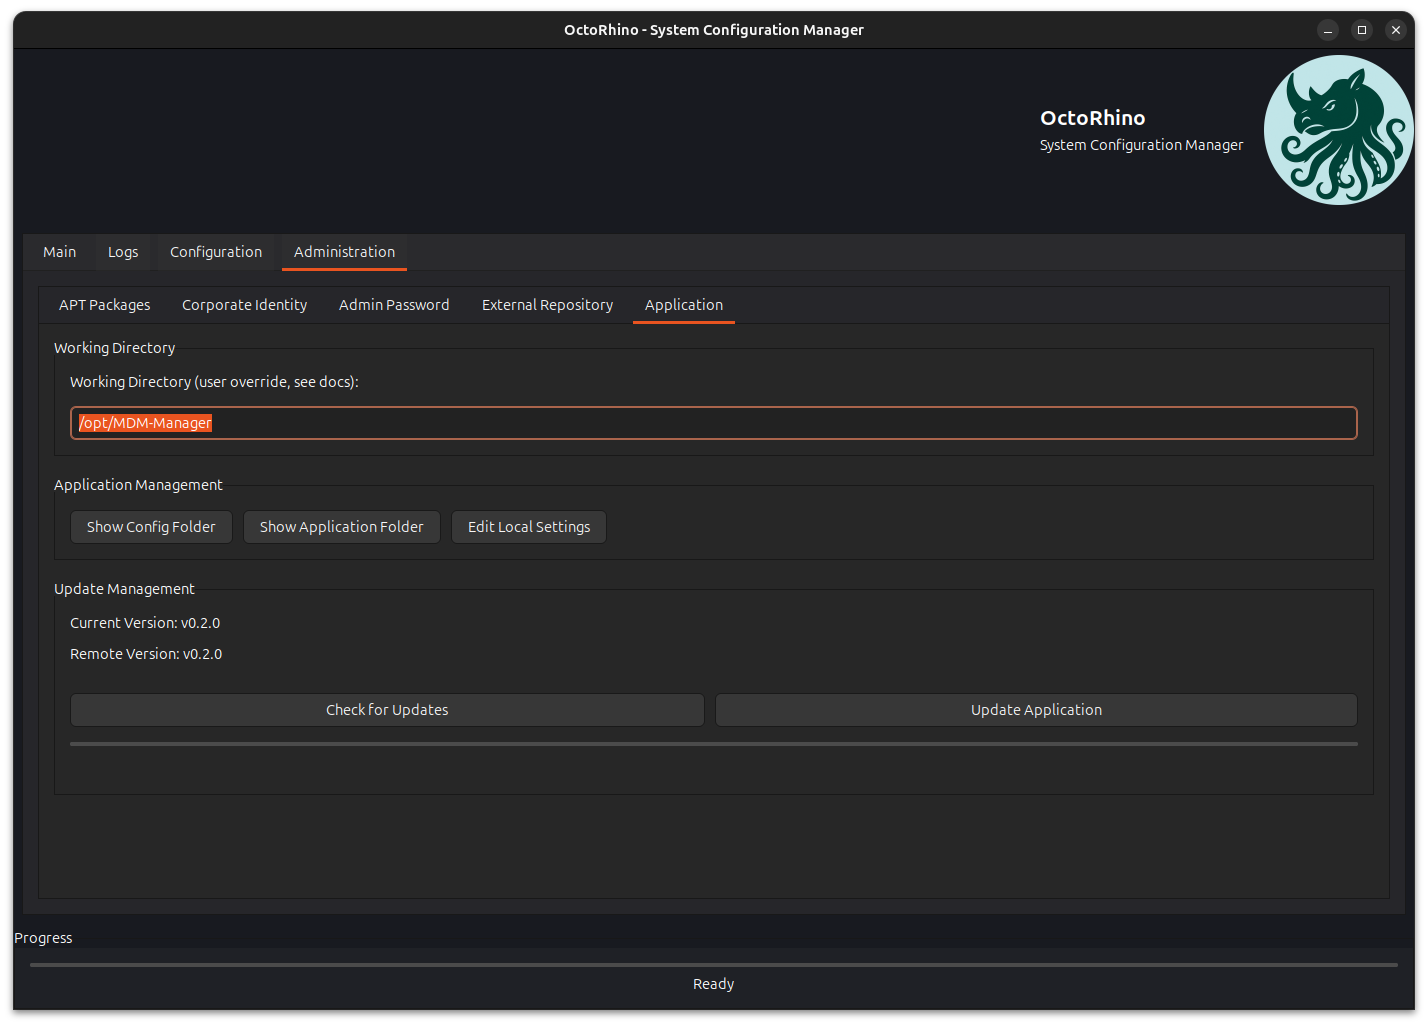 OctoRhino - System Configuration Manager
OctoRhino
System Configuration Manager
Main Logs Configuration Administration
APT Packages Corporate Identity Admin Password External Repository Application
Working Directory
Working Directory (user override, see docs):
/opt/MDM-Manager
Application Management
Show Config Folder Show Application Folder Edit Local Settings
Update Management
Current Version: v0.2.0
Remote Version: v0.2.0
Check for Updates Update Application
Progress
Ready